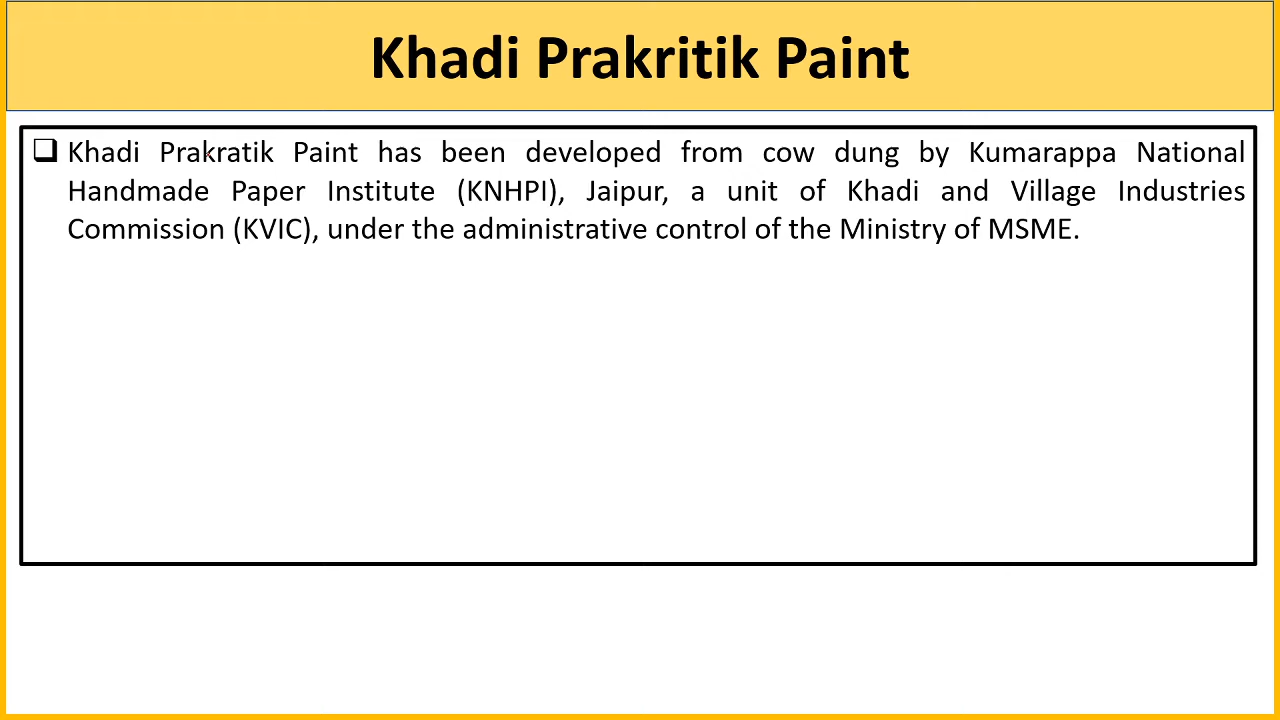 Khadi Prakritik Paint
❑ Khadi Prakratik Paint has been developed from cow dung by Kumarappa National
Handmade Paper Institute (KNHPI), Jaipur, a unit of Khadi and Village Industries
Commission (KVIC), under the administrative control of the Ministry of MSME.